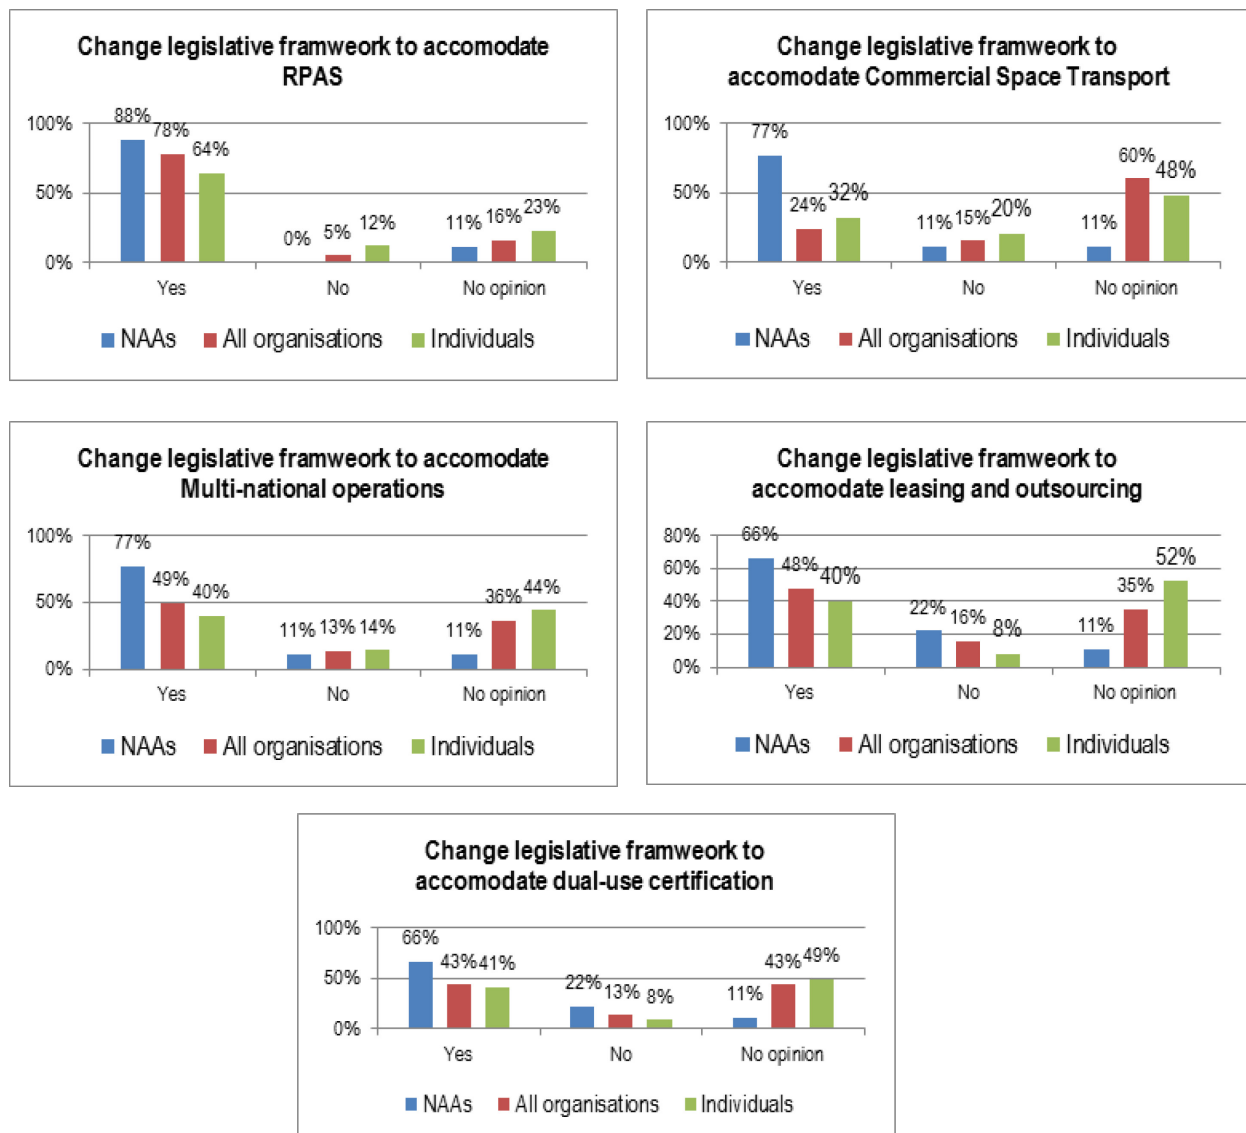 Change legislative framweork to accomodate
RPAS
88%
78%
64%
0%
5%
12%
11%
16%
23%
100%
50%
0%
Yes
No
No opinion
NAAs
All organisations
Individuals
Change legislative framweork to
accomodate Commercial Space Transport
77%
24%
32%
11%
15%
20%
11%
60%
48%
100%
50%
0%
Yes
No
No opinion
NAAs
All organisations
Individuals
Change legislative framweork to accomodate
Multi-national operations
77%
49%
40%
11%
13%
14%
11%
36%
44%
100%
50%
0%
Yes
No
No opinion
NAAs
All organisations
Individuals
Change legislative framweork to
accomodate leasing and outsourcing
66%
48%
40%
22%
16%
8%
11%
35%
52%
80%
60%
40%
20%
0%
Yes
No
No opinion
NAAs
All organisations
Individuals
Change legislative framweork to
accomodate dual-use certification
66%
43%
41%
22%
13%
8%
11%
43%
49%
100%
50%
0%
Yes
No
No opinion
NAAs
All organisations
Individuals